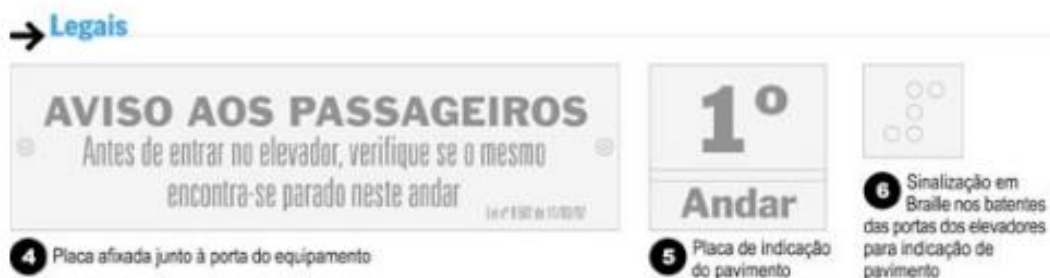 Legais
AVISO AOS PASSAGEIROS
Antes de entrar no elevador, verifique se o mesmo
encontra-se parado neste andar
4 Placa afixada junto à porta do equipamento
1º
Andar
5 Placa de indicação
do pavimento
6 Sinalização em
Braille nos batentes
das portas dos elevadores
para indicação de
pavimento